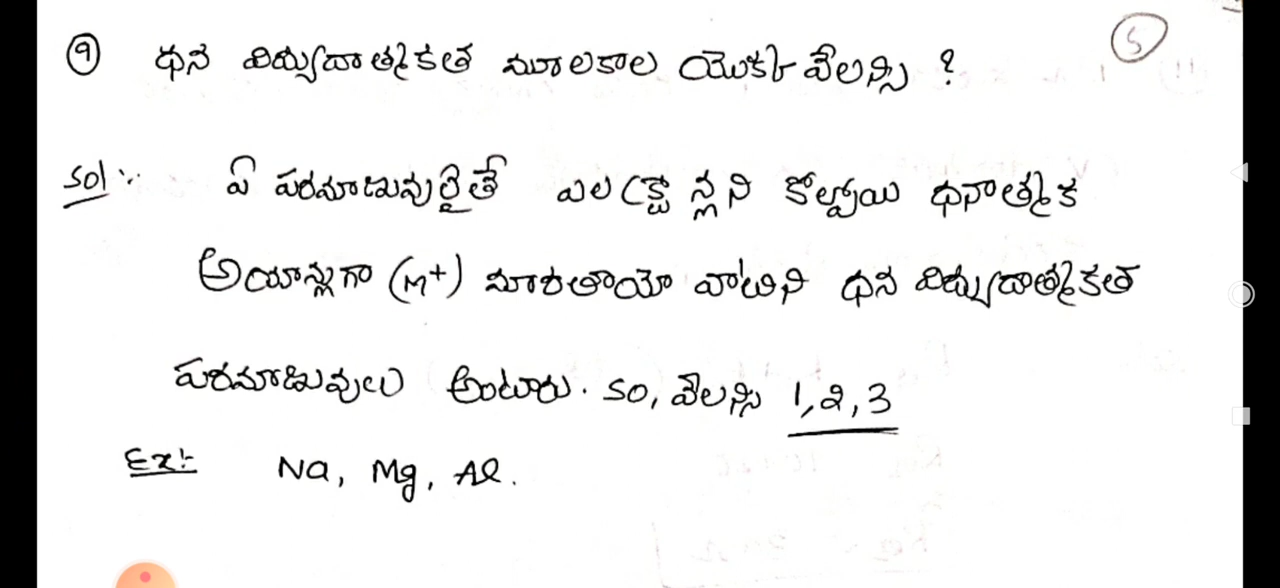 5
9 ధన విద్యుదాత్మకత మూలకాల యొక్క వేలన్సి ?
Sol :- ఏ పరమాణువులైతే ఎలక్ట్రాన్లని కోల్పోయి ధనాత్మక
అయాన్లుగా (M+) మారుతాయో వాటిని ధన విద్యుదాత్మకత
పరమాణువులు అంటారు. so, వేలన్సి 1,2,3
Ex:- Na, Mg, Al.